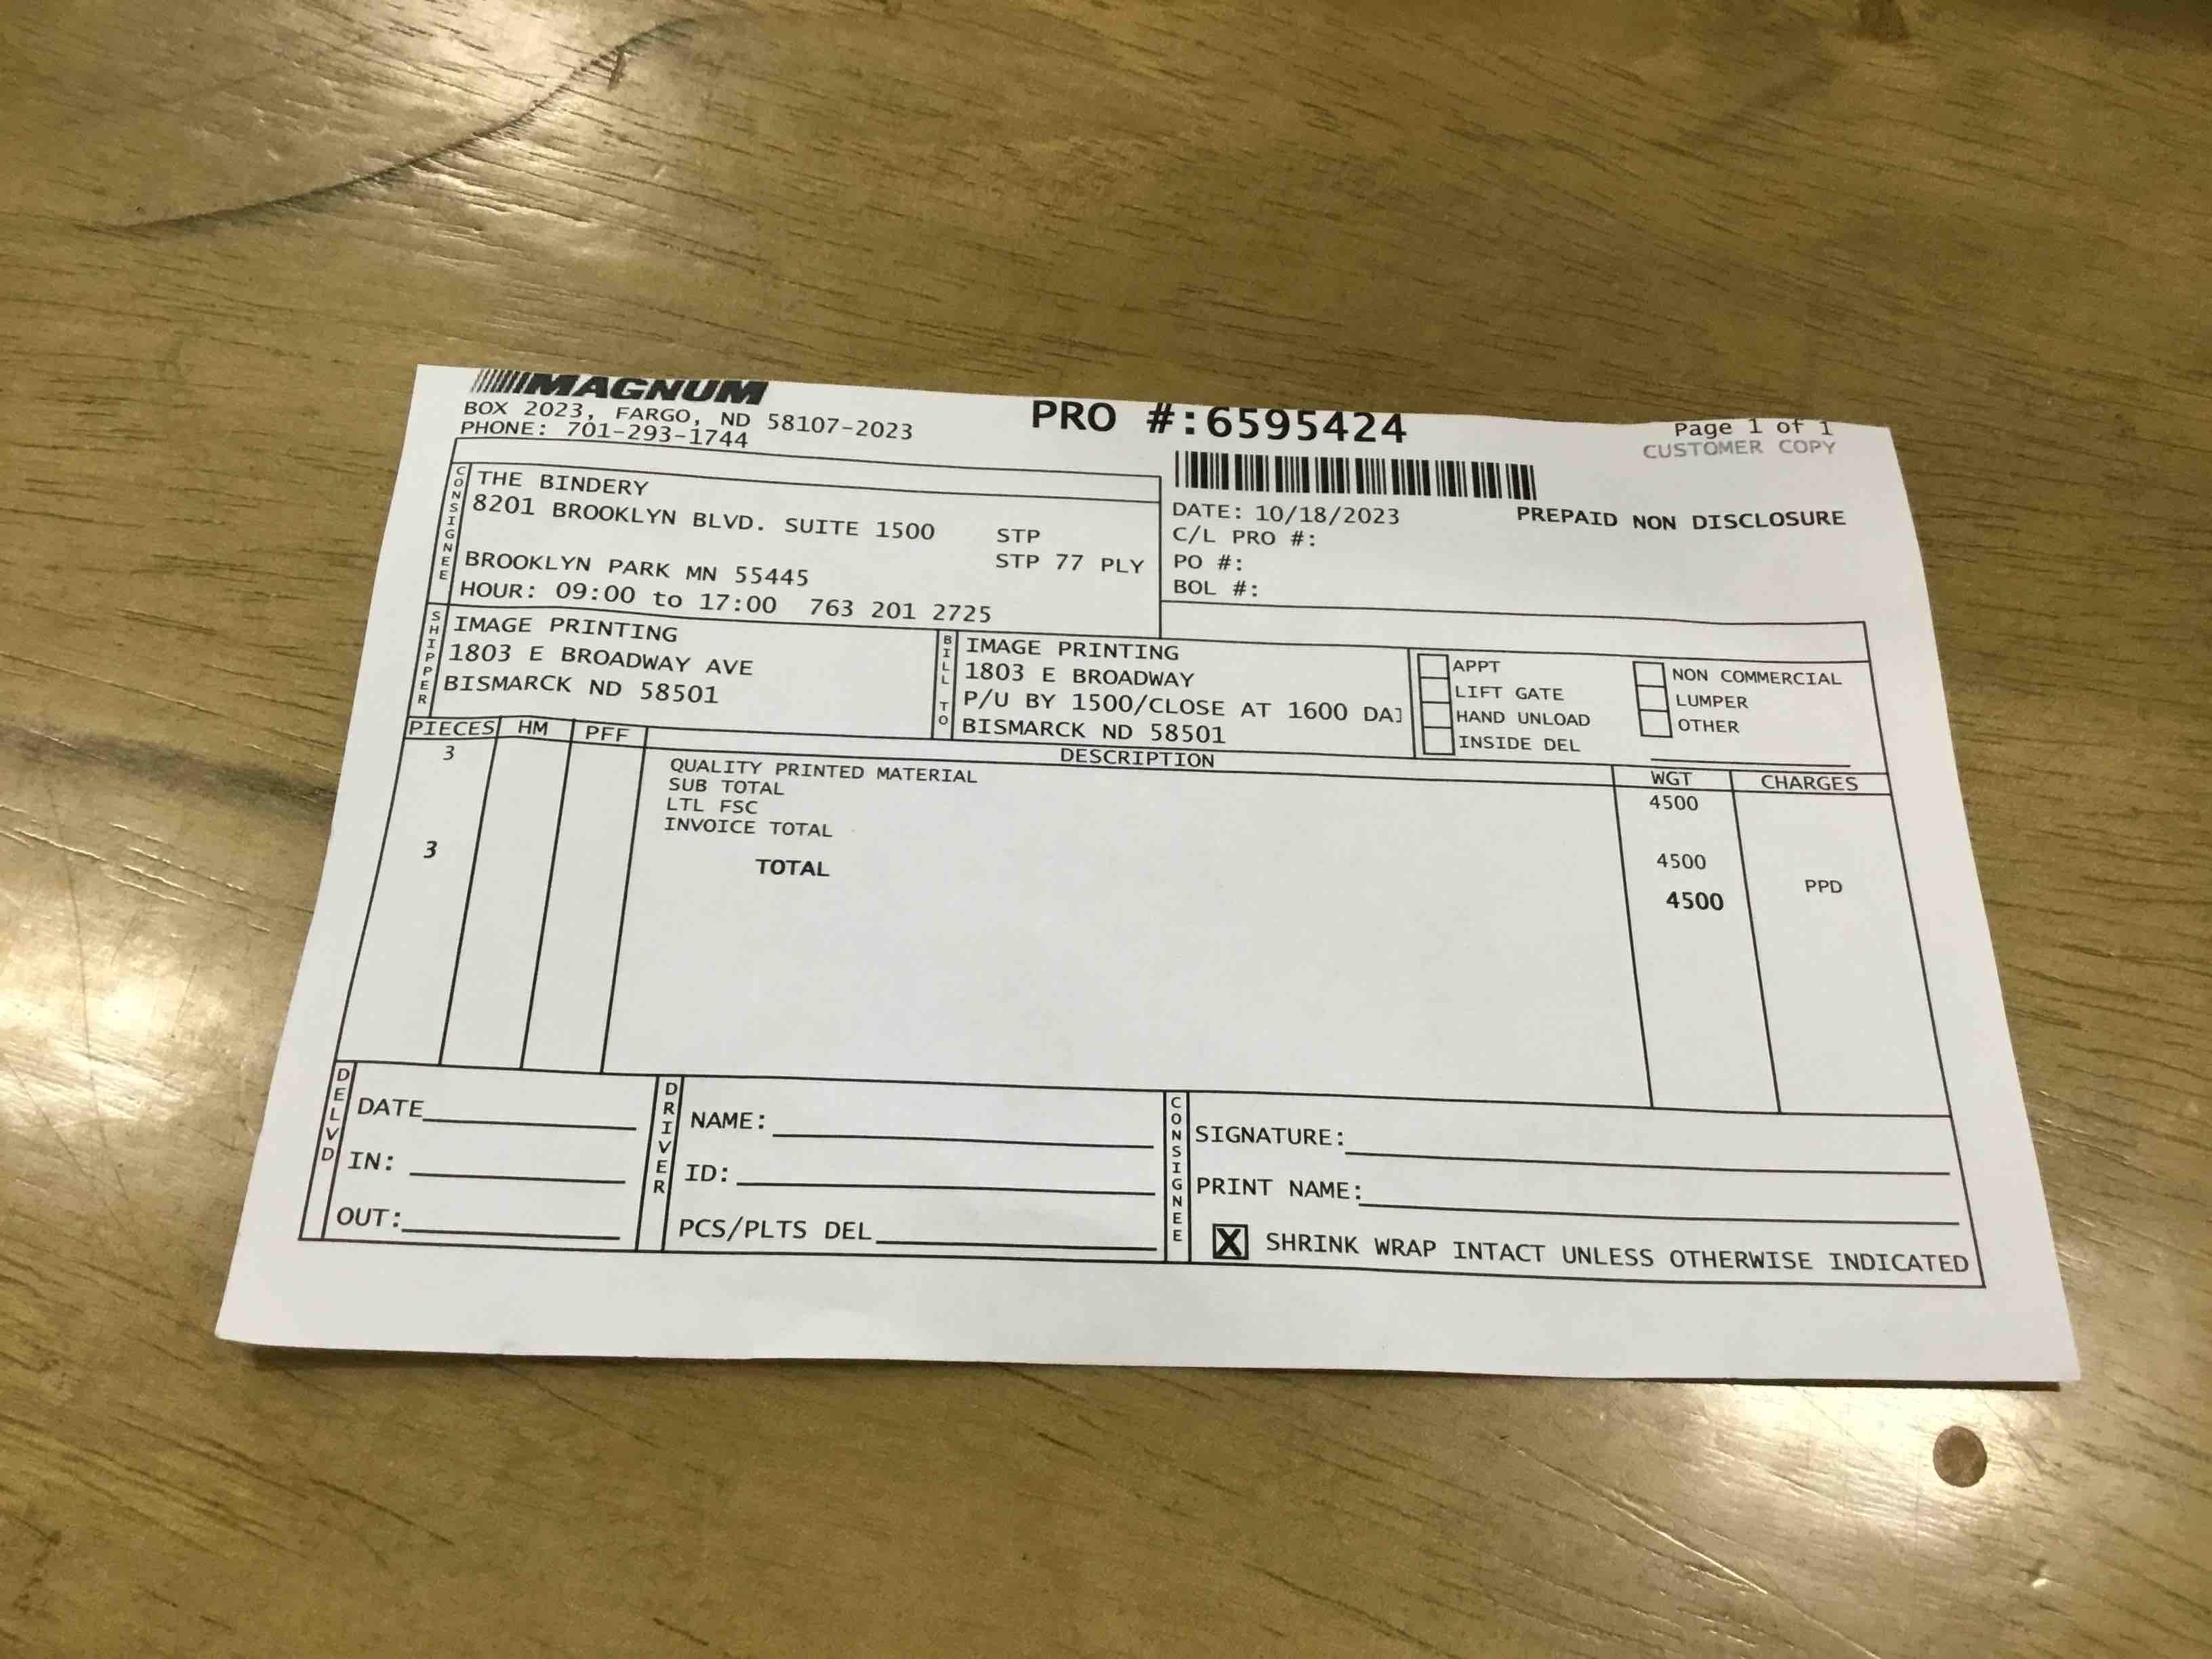 MAGNUM
BOX 2023, FARGO, ND 58107-2023
PHONE: 701-293-1744
PRO #:6595424
Page 1 of 1
CUSTOMER COPY
CONSIGNEE
THE BINDERY
8201 BROOKLYN BLVD. SUITE 1500 STP
STP 77 PLY
BROOKLYN PARK MN 55445
HOUR: 09:00 to 17:00 763 201 2725
DATE: 10/18/2023 PREPAID NON DISCLOSURE
C/L PRO #:
PO #:
BOL #:
SHIPPER
IMAGE PRINTING
1803 E BROADWAY AVE
BISMARCK ND 58501
BILL TO
IMAGE PRINTING
1803 E BROADWAY
P/U BY 1500/CLOSE AT 1600 DAI
BISMARCK ND 58501
APPT
LIFT GATE
HAND UNLOAD
INSIDE DEL
NON COMMERCIAL
LUMPER
OTHER
PIECES HM PFF DESCRIPTION WGT CHARGES
3 QUALITY PRINTED MATERIAL 4500
SUB TOTAL
LTL FSC
INVOICE TOTAL 4500
3 TOTAL 4500 PPD
DELVD
DATE
IN:
OUT:
DRIVER
NAME:
ID:
PCS/PLTS DEL
CONSIGNEE
SIGNATURE:
PRINT NAME:
X SHRINK WRAP INTACT UNLESS OTHERWISE INDICATED